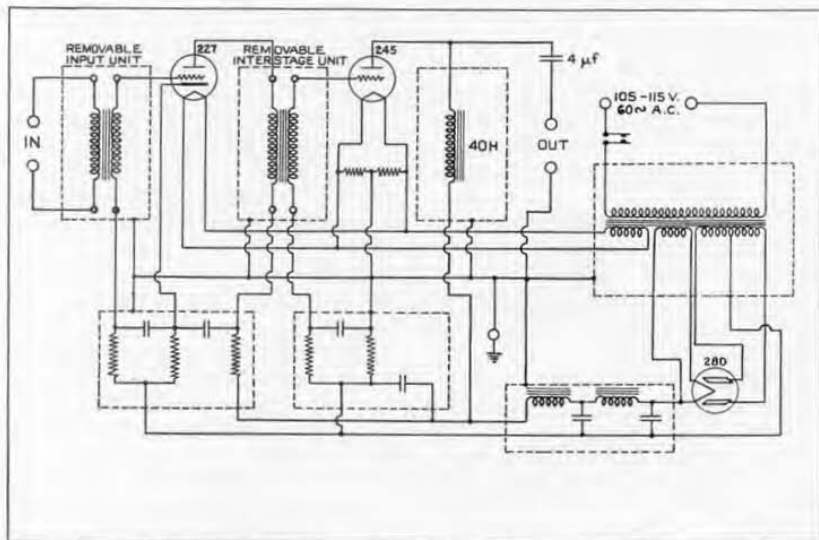 REMOVABLE
INPUT UNIT
227
REMOVABLE
INTERSTAGE UNIT
245
4 µf
105-115 V.
60~ A.C.
IN
40H
OUT
280